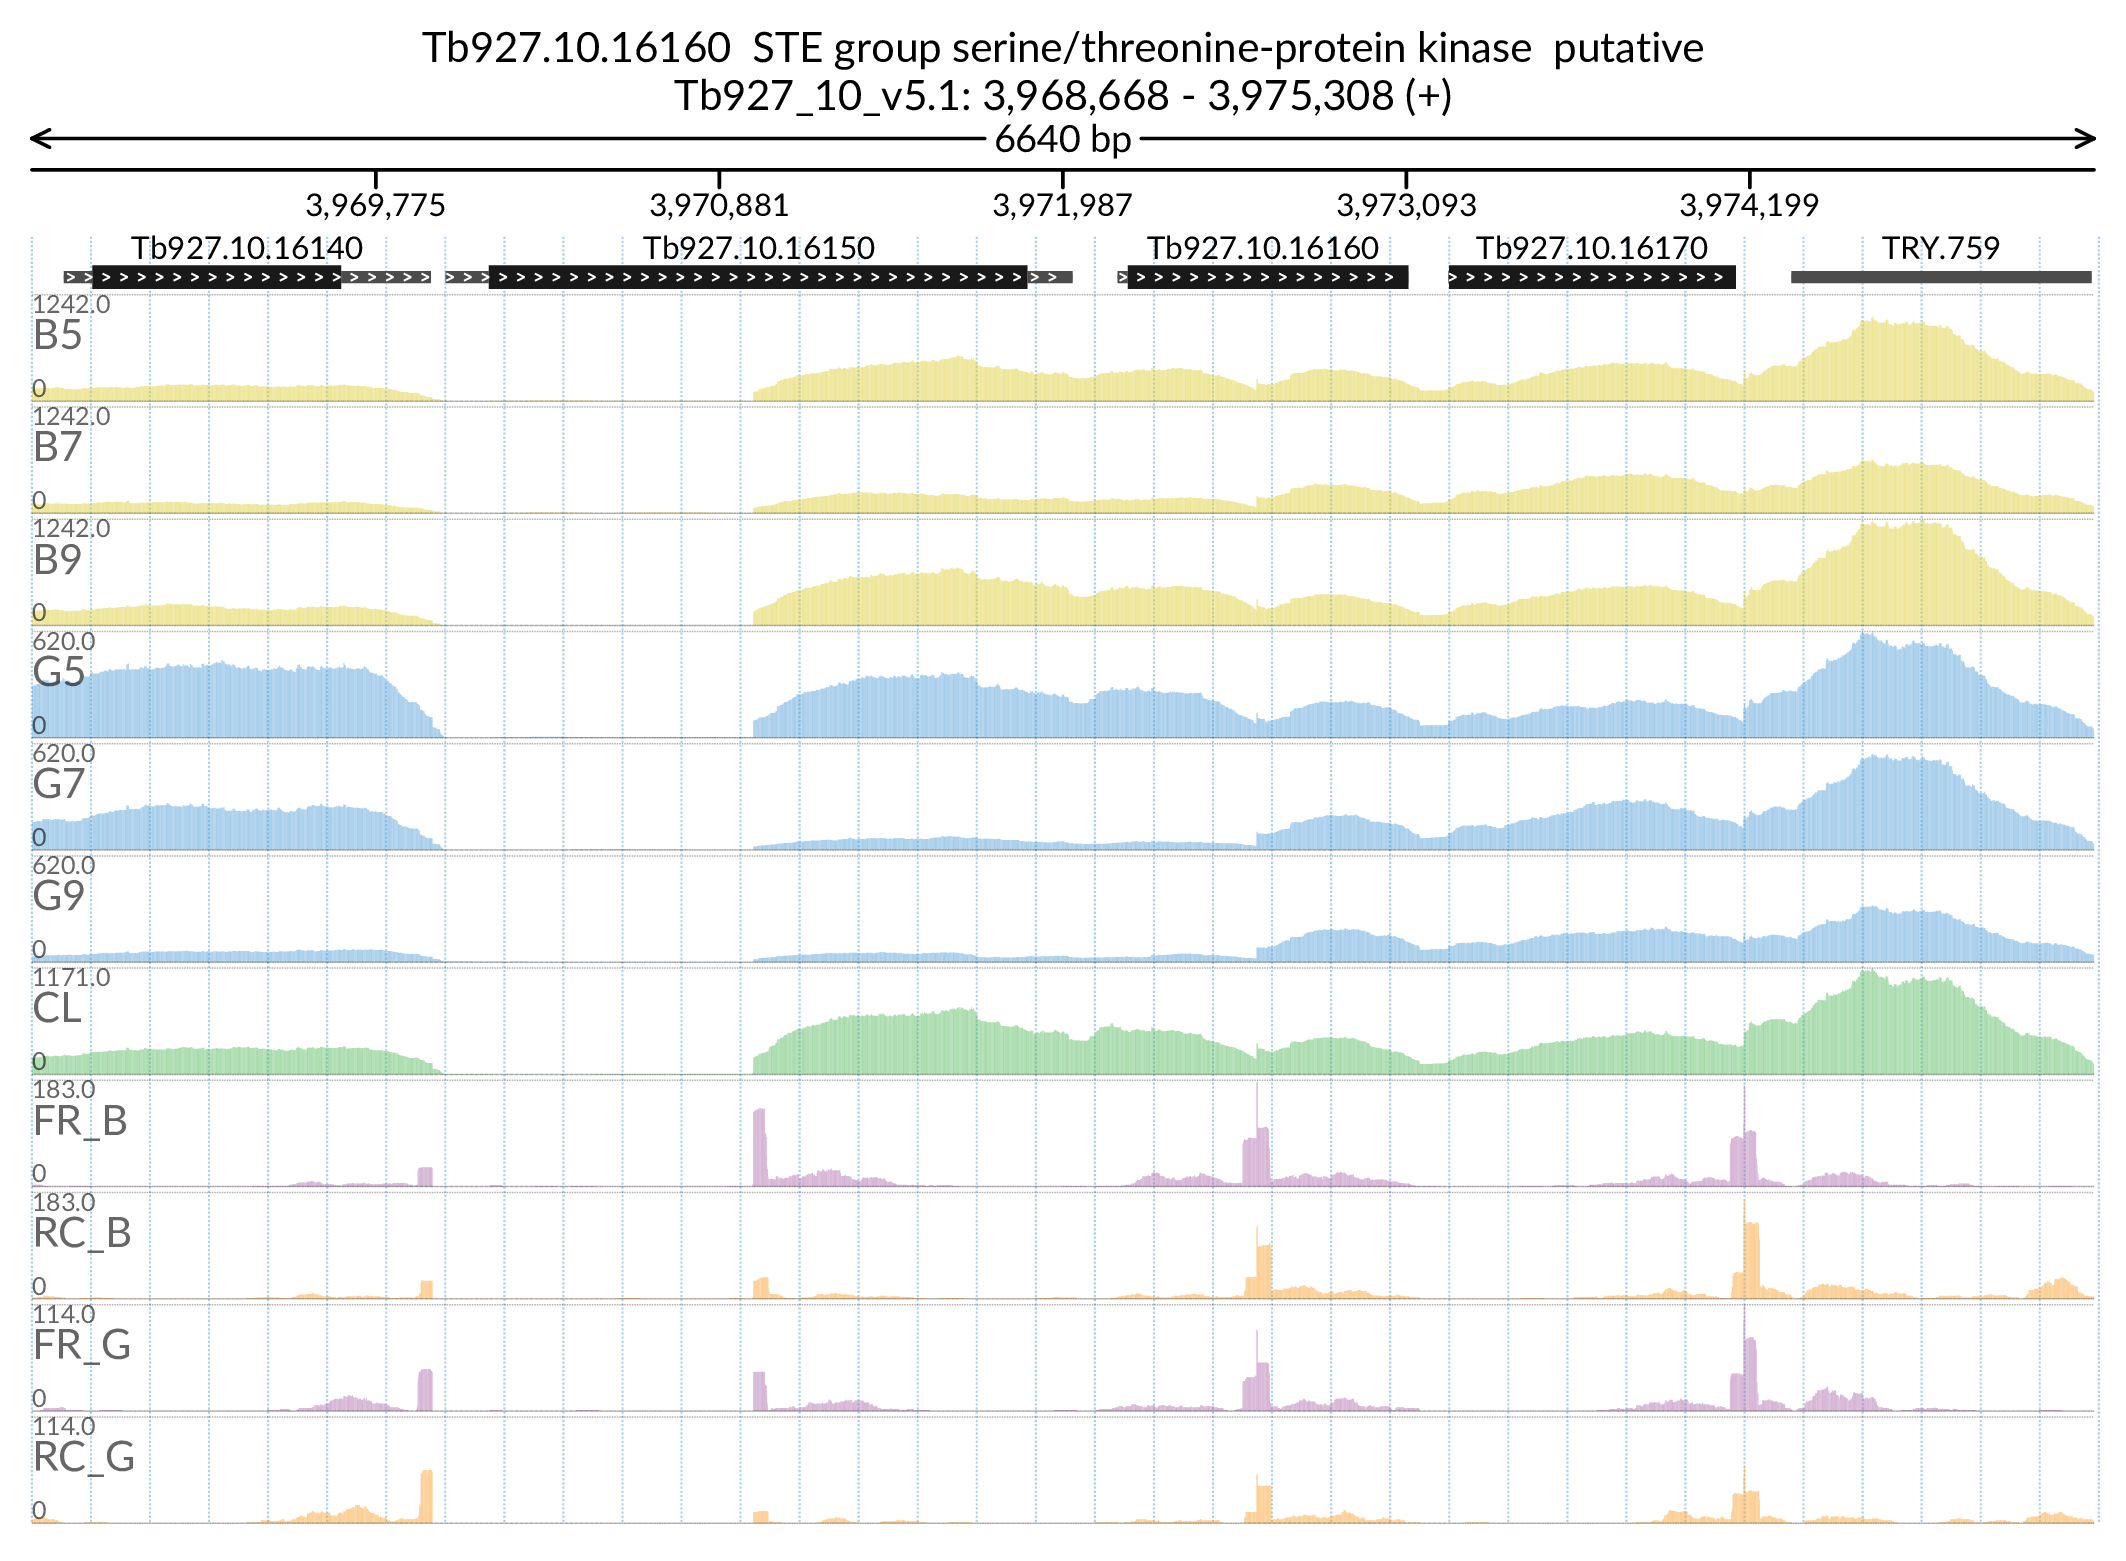 Tb927.10.16160  STE group serine/threonine-protein kinase  putative
Tb927_10_v5.1: 3,968,668 - 3,975,308 (+)
6640 bp
3,969,775 3,970,881 3,971,987 3,973,093 3,974,199
Tb927.10.16140 Tb927.10.16150 Tb927.10.16160 Tb927.10.16170 TRY.759
1242.0
B5
0
1242.0
B7
0
1242.0
B9
0
620.0
G5
0
620.0
G7
0
620.0
G9
0
1171.0
CL
0
183.0
FR_B
0
183.0
RC_B
0
114.0
FR_G
0
114.0
RC_G
0